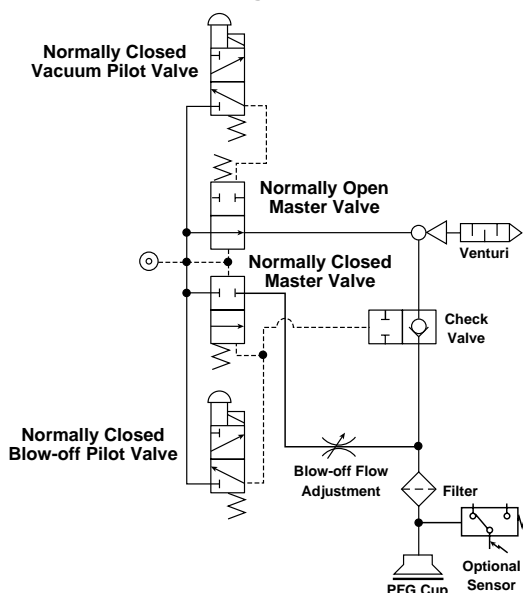 Normally Closed
Vacuum Pilot Valve
Normally Open
Master Valve
Venturi
Normally Closed
Master Valve
Check
Valve
Normally Closed
Blow-off Pilot Valve
Blow-off Flow
Adjustment
Filter
Optional
Sensor
PFG Cup